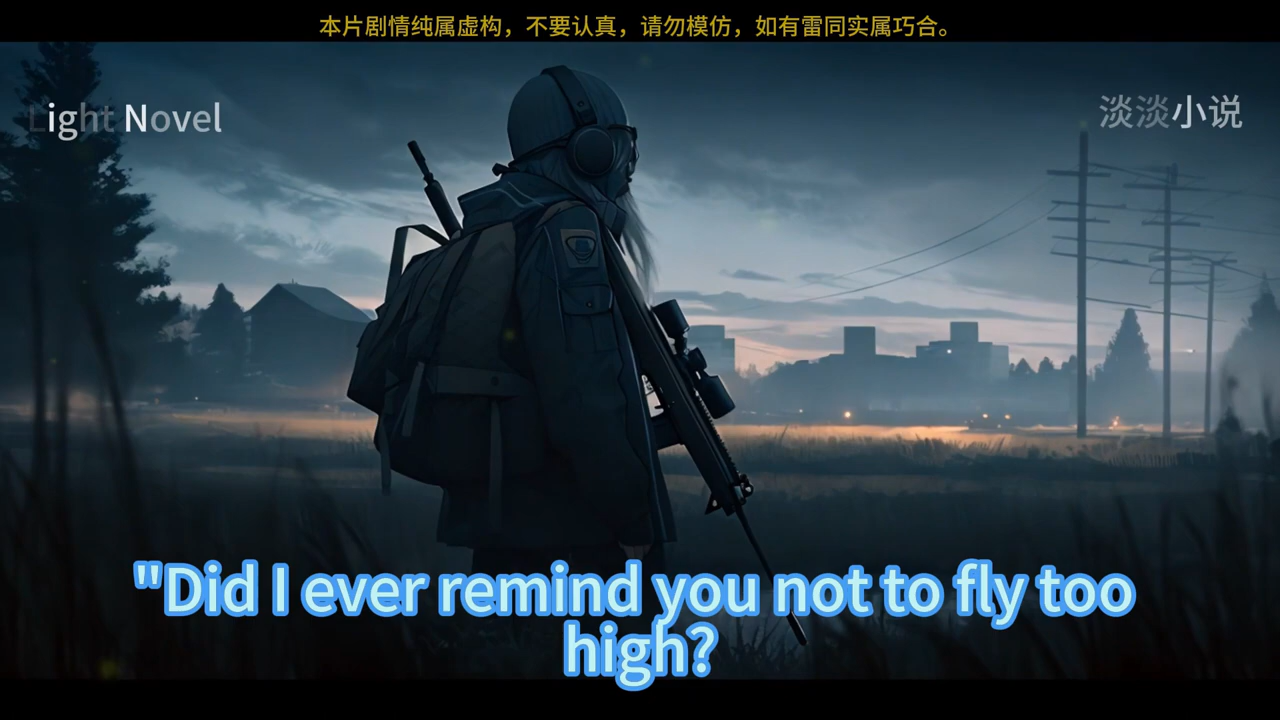 本片剧情纯属虚构，不要认真，请勿模仿，如有雷同实属巧合。
Light Novel
淡淡小说
"Did I ever remind you not to fly too
high?